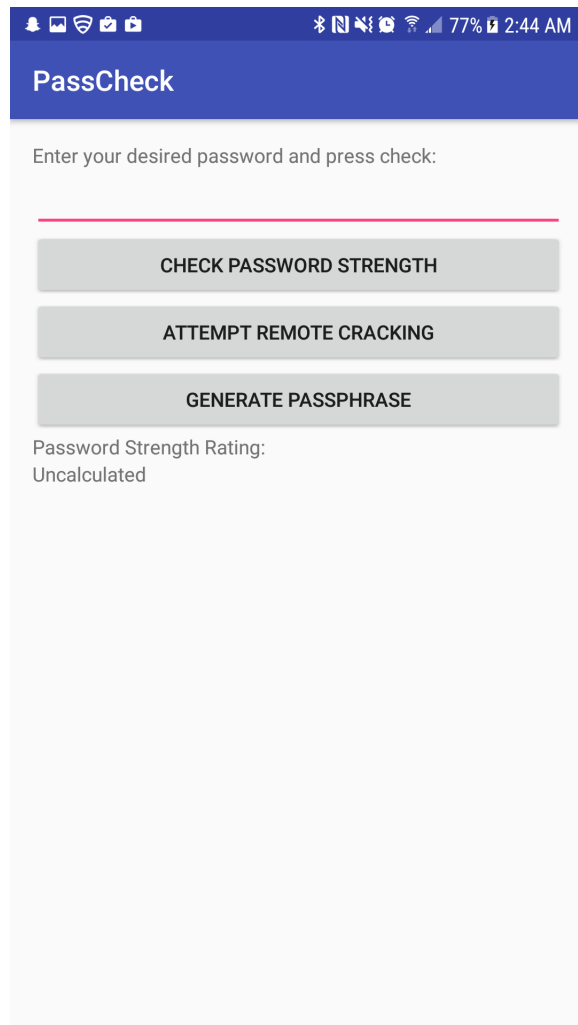 77% 2:44 AM
PassCheck
Enter your desired password and press check:
CHECK PASSWORD STRENGTH
ATTEMPT REMOTE CRACKING
GENERATE PASSPHRASE
Password Strength Rating:
Uncalculated